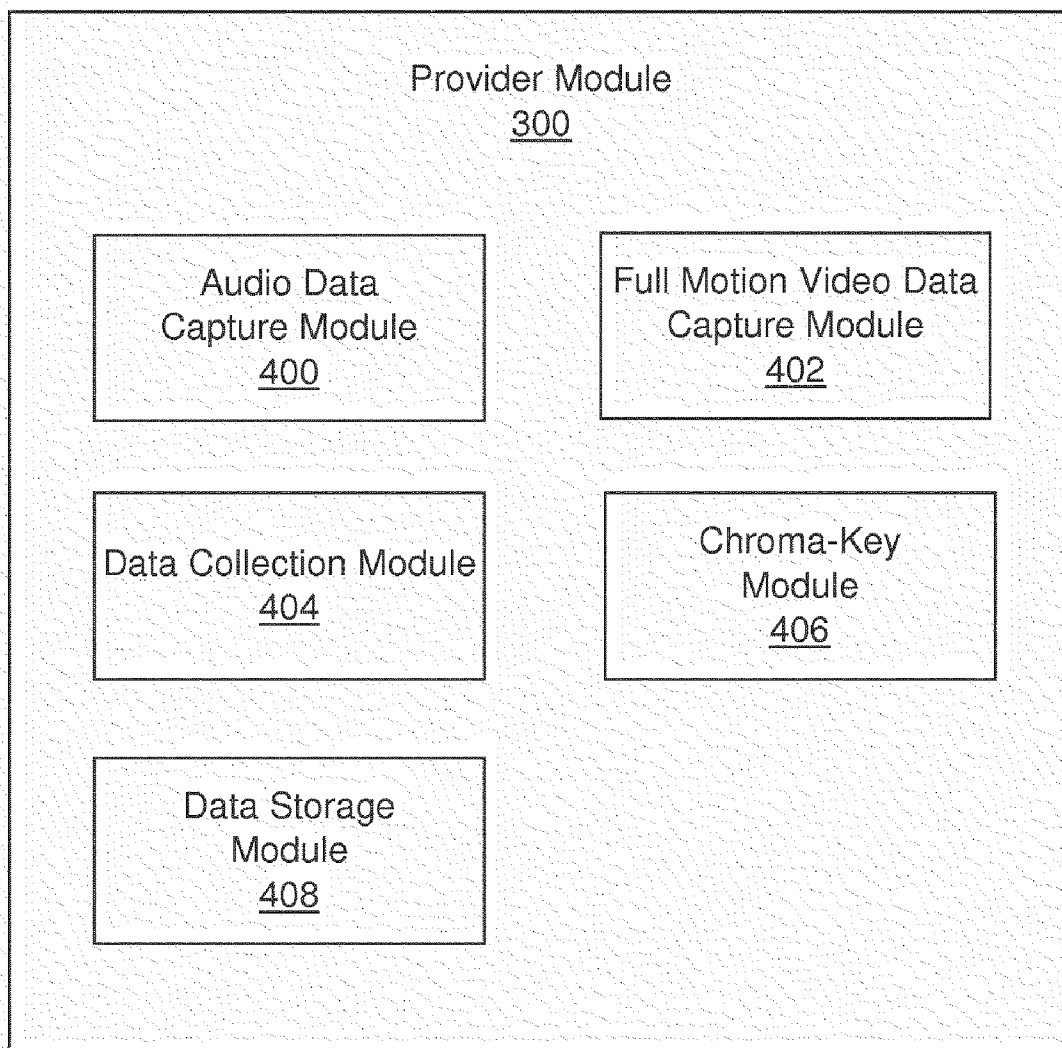 Provider Module
300
Audio Data
Capture Module
400
Full Motion Video Data
Capture Module
402
Data Collection Module
404
Chroma-Key
Module
406
Data Storage
Module
408